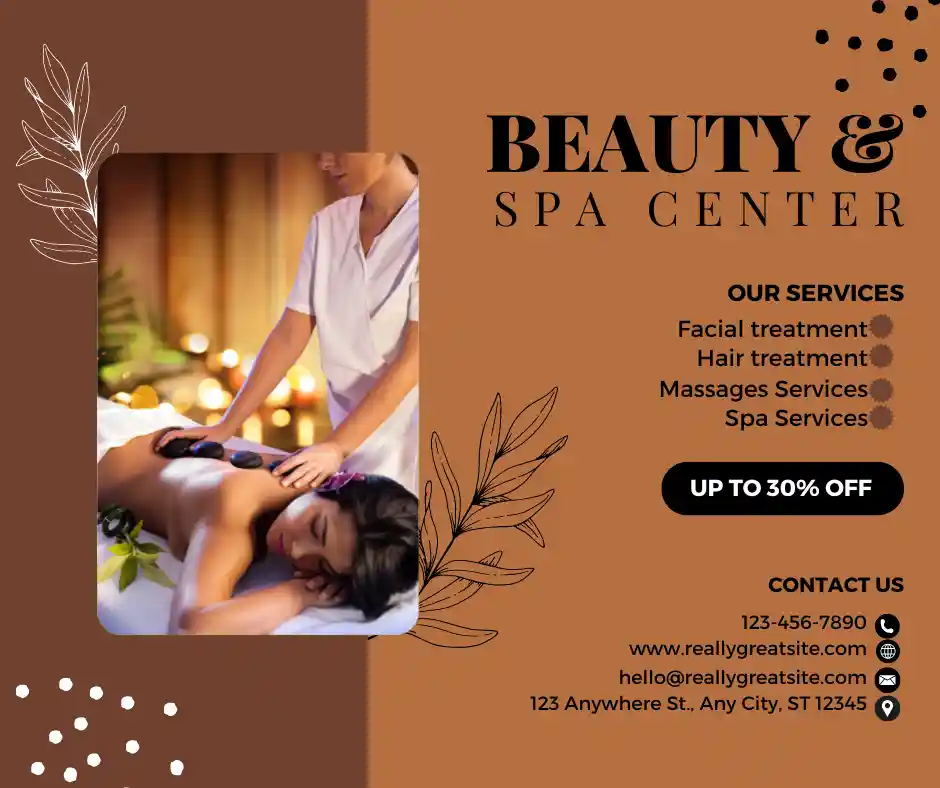 BEAUTY &
SPA CENTER
OUR SERVICES
Facial treatment
Hair treatment
Massages Services
Spa Services
UP TO 30% OFF
CONTACT US
123-456-7890
www.reallygreatsite.com
hello@reallygreatsite.com
123 Anywhere St., Any City, ST 12345